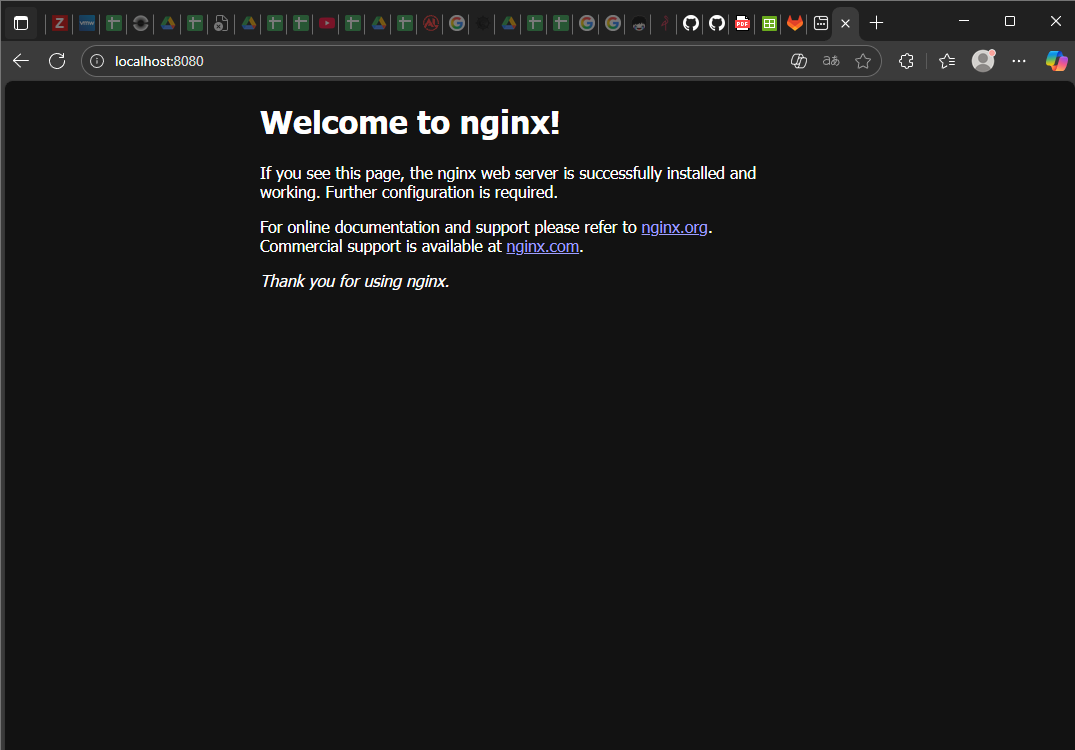 localhost:8080
Welcome to nginx!
If you see this page, the nginx web server is successfully installed and
working. Further configuration is required.
For online documentation and support please refer to nginx.org.
Commercial support is available at nginx.com.
Thank you for using nginx.